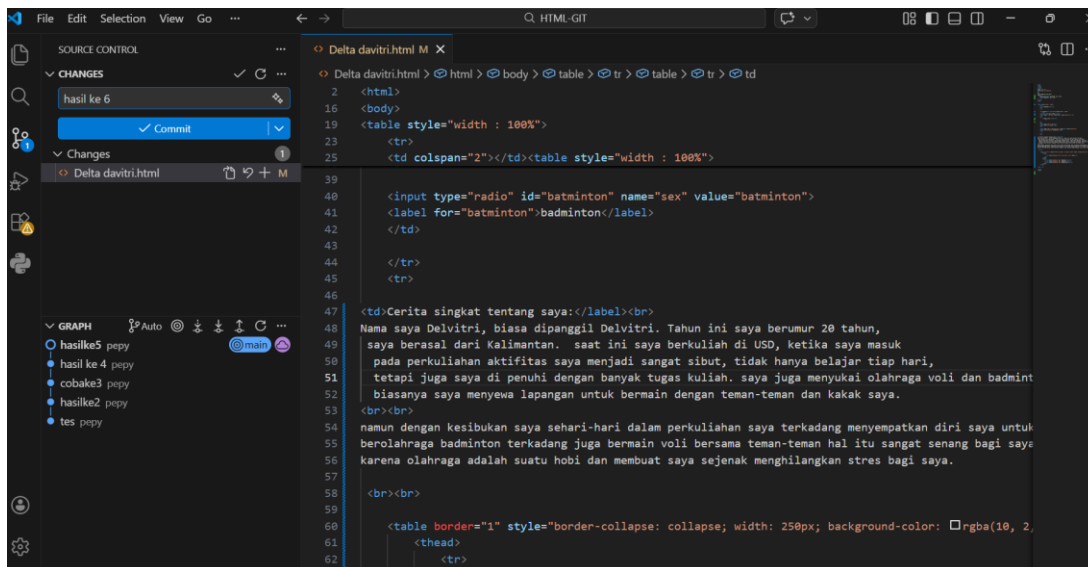 File Edit Selection View Go ···
HTML-GIT
SOURCE CONTROL
Delta davitri.html M
CHANGES
Delta davitri.html > html > body > table > tr > table > tr > td
hasil ke 6
Commit
Changes 1
Delta davitri.html M
2 <html>
16 <body>
19 <table style="width : 100%">
23 <tr>
25 <td colspan="2"></td><table style="width : 100%">
39
40 <input type="radio" id="batminton" name="sex" value="batminton">
41 <label for="batminton">badminton</label>
42 </td>
43
44 </tr>
45 <tr>
46
47 <td>Cerita singkat tentang saya:</label><br>
48 Nama saya Delvitri, biasa dipanggil Delvitri. Tahun ini saya berumur 20 tahun,
49 saya berasal dari Kalimantan.  saat ini saya berkuliah di USD, ketika saya masuk
50 pada perkuliahan aktifitas saya menjadi sangat sibut, tidak hanya belajar tiap hari,
51 tetapi juga saya di penuhi dengan banyak tugas kuliah. saya juga menyukai olahraga voli dan badmint
52 biasanya saya menyewa lapangan untuk bermain dengan teman-teman dan kakak saya.
53 <br><br>
54 namun dengan kesibukan saya sehari-hari dalam perkuliahan saya terkadang menyempatkan diri saya untuk
55 berolahraga badminton terkadang juga bermain voli bersama teman-teman hal itu sangat senang bagi saya
56 karena olahraga adalah suatu hobi dan membuat saya sejenak menghilangkan stres bagi saya.
57
58 <br><br>
59
60 <table border="1" style="border-collapse: collapse; width: 250px; background-color: rgba(10, 2,
61 <thead>
62 <tr>
GRAPH Auto
hasilke5 pepy main
hasil ke 4 pepy
cobake3 pepy
hasilke2 pepy
tes pepy